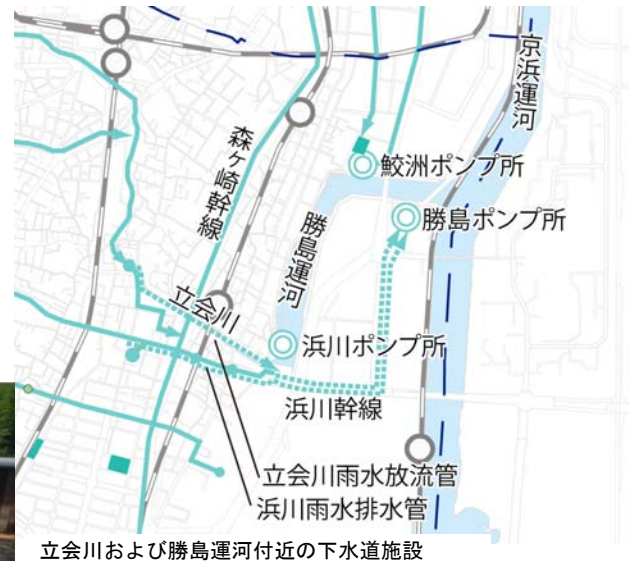 京浜運河
森ヶ崎幹線
鮫洲ポンプ所
勝島ポンプ所
勝島運河
立会川
浜川ポンプ所
浜川幹線
立会川雨水放流管
浜川雨水排水管
立会川および勝島運河付近の下水道施設